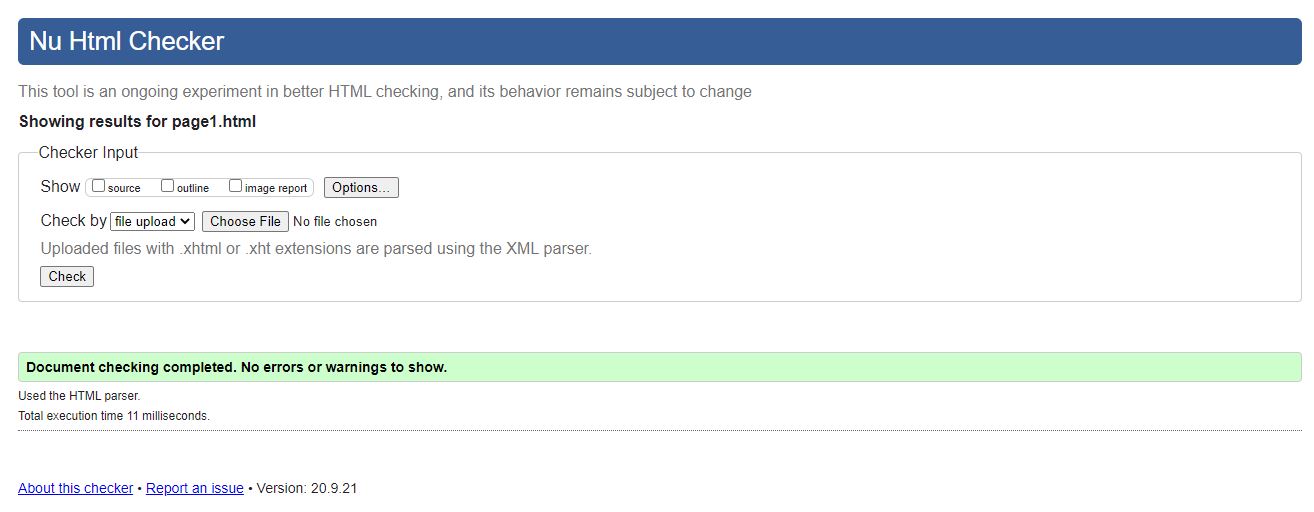 Nu Html Checker
This tool is an ongoing experiment in better HTML checking, and its behavior remains subject to change
Showing results for page1.html
Checker Input
Show source outline image report Options...
Check by file upload Choose File No file chosen
Uploaded files with .xhtml or .xht extensions are parsed using the XML parser.
Check
Document checking completed. No errors or warnings to show.
Used the HTML parser.
Total execution time 11 milliseconds.
About this checker • Report an issue • Version: 20.9.21